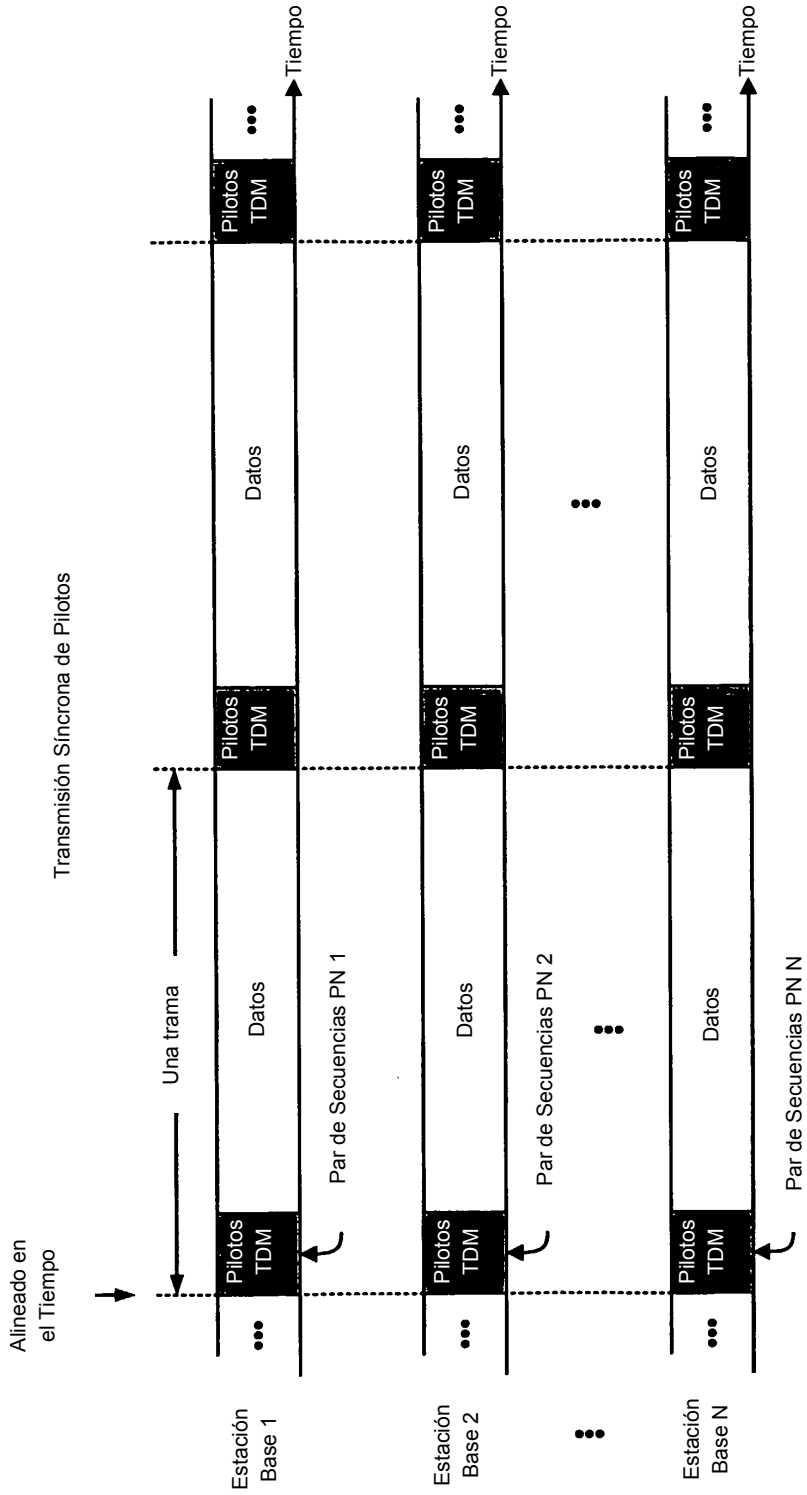 Transmisión Síncrona de Pilotos
Alineado en
el Tiempo
Una trama
Estación
Base 1
Pilotos
TDM
Datos
Pilotos
TDM
Datos
Pilotos
TDM
Tiempo
Par de Secuencias PN 1
Estación
Base 2
Pilotos
TDM
Datos
Pilotos
TDM
Datos
Pilotos
TDM
Tiempo
Par de Secuencias PN 2
Estación
Base N
Pilotos
TDM
Datos
Pilotos
TDM
Datos
Pilotos
TDM
Tiempo
Par de Secuencias PN N